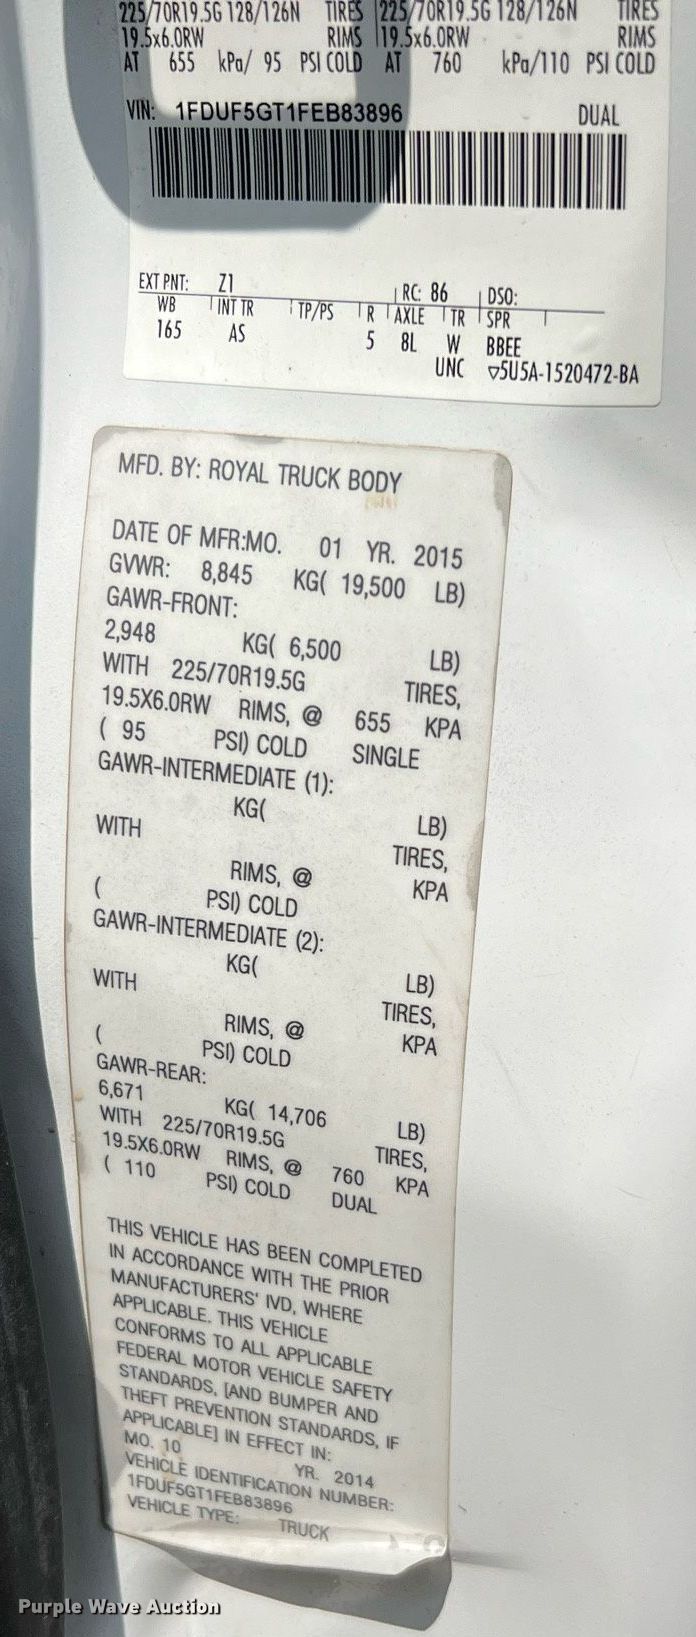 225/70R19.5G 128/126N TIRES 225/70R19.5G 128/126N TIRES
19.5x6.0RW RIMS 19.5x6.0RW RIMS
AT 655 kPa/ 95 PSI COLD AT 760 kPa/110 PSI COLD
VIN: 1FDUF5GT1FEB83896 DUAL
EXT PNT: Z1 RC: 86 DSO:
WB INT TR TP/PS R AXLE TR SPR
165 AS 5 8L W BBEE
UNC ▽5U5A-1520472-BA
MFD. BY: ROYAL TRUCK BODY
DATE OF MFR:MO. 01 YR. 2015
GVWR: 8,845 KG( 19,500 LB)
GAWR-FRONT:
2,948 KG( 6,500 LB)
WITH 225/70R19.5G TIRES,
19.5X6.0RW RIMS, @ 655 KPA
( 95 PSI) COLD SINGLE
GAWR-INTERMEDIATE (1):
KG( LB)
WITH TIRES,
RIMS, @ KPA
( PSI) COLD
GAWR-INTERMEDIATE (2):
KG( LB)
WITH TIRES,
RIMS, @ KPA
( PSI) COLD
GAWR-REAR:
6,671 KG( 14,706 LB)
WITH 225/70R19.5G TIRES,
19.5X6.0RW RIMS, @ 760 KPA
( 110 PSI) COLD DUAL
THIS VEHICLE HAS BEEN COMPLETED
IN ACCORDANCE WITH THE PRIOR
MANUFACTURERS' IVD, WHERE
APPLICABLE. THIS VEHICLE
CONFORMS TO ALL APPLICABLE
FEDERAL MOTOR VEHICLE SAFETY
STANDARDS, [AND BUMPER AND
THEFT PREVENTION STANDARDS, IF
APPLICABLE] IN EFFECT IN:
MO. 10 YR. 2014
VEHICLE IDENTIFICATION NUMBER:
1FDUF5GT1FEB83896
VEHICLE TYPE: TRUCK
Purple Wave Auction